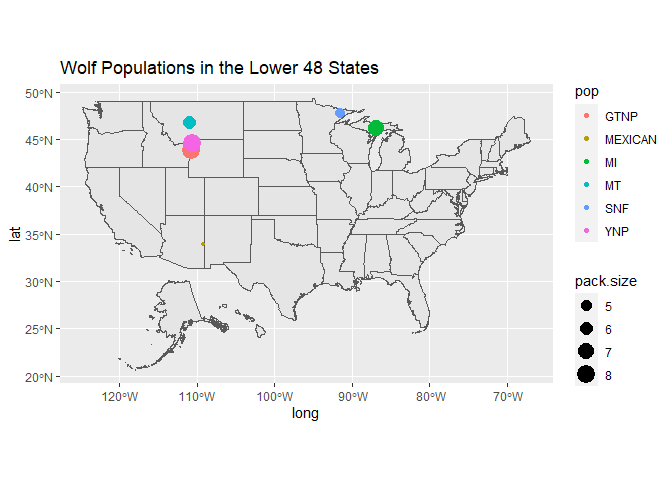 Wolf Populations in the Lower 48 States
50°N
45°N
40°N
35°N
30°N
25°N
20°N
lat
120°W 110°W 100°W 90°W 80°W 70°W
long
pop
GTNP
MEXICAN
MI
MT
SNF
YNP
pack.size
5
6
7
8